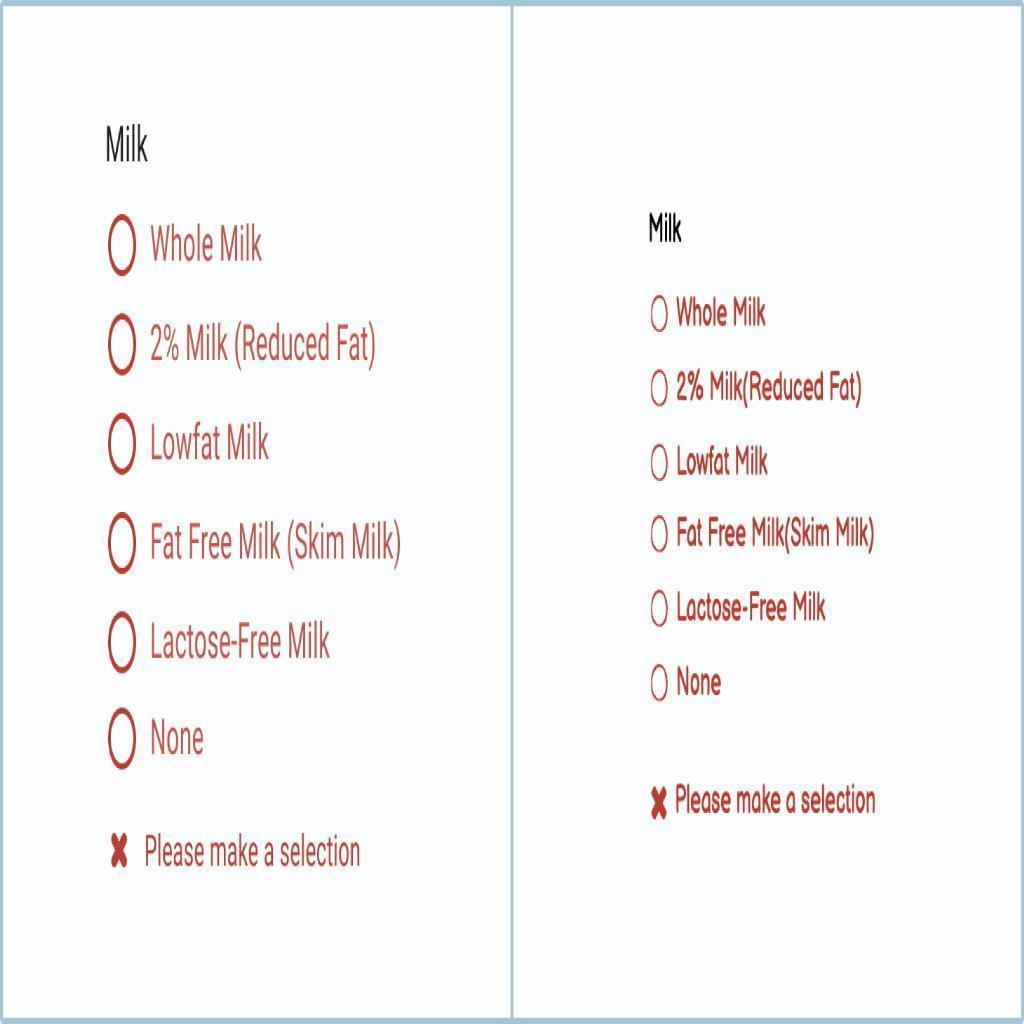 Milk
Whole Milk
2% Milk (Reduced Fat)
Lowfat Milk
Fat Free Milk (Skim Milk)
Lactose-Free Milk
None
Please make a selection
Milk
Whole Milk
2% Milk(Reduced Fat)
Lowfat Milk
Fat Free Milk(Skim Milk)
Lactose-Free Milk
None
Please make a selection